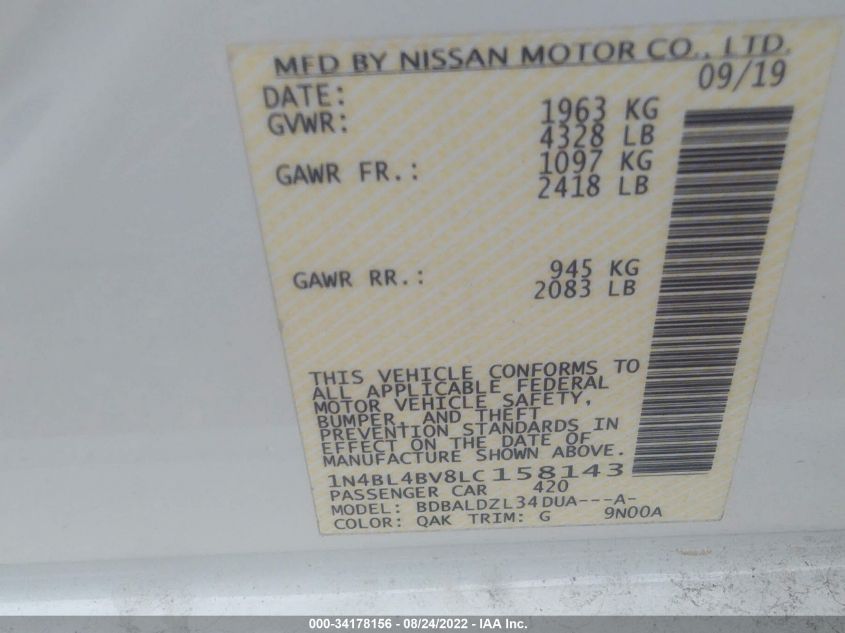 MFD BY NISSAN MOTOR CO., LTD.
DATE: 09/19
GVWR: 1963 KG
4328 LB
GAWR FR.: 1097 KG
2418 LB
GAWR RR.: 945 KG
2083 LB
THIS VEHICLE CONFORMS TO
ALL APPLICABLE FEDERAL
MOTOR VEHICLE SAFETY,
BUMPER, AND THEFT
PREVENTION STANDARDS IN
EFFECT ON THE DATE OF
MANUFACTURE SHOWN ABOVE.
1N4BL4BV8LC158143
PASSENGER CAR 420
MODEL: BDBALDZL34DUA---A-
COLOR: QAK TRIM: G 9N00A
000-34178156 - 08/24/2022 - IAA Inc.